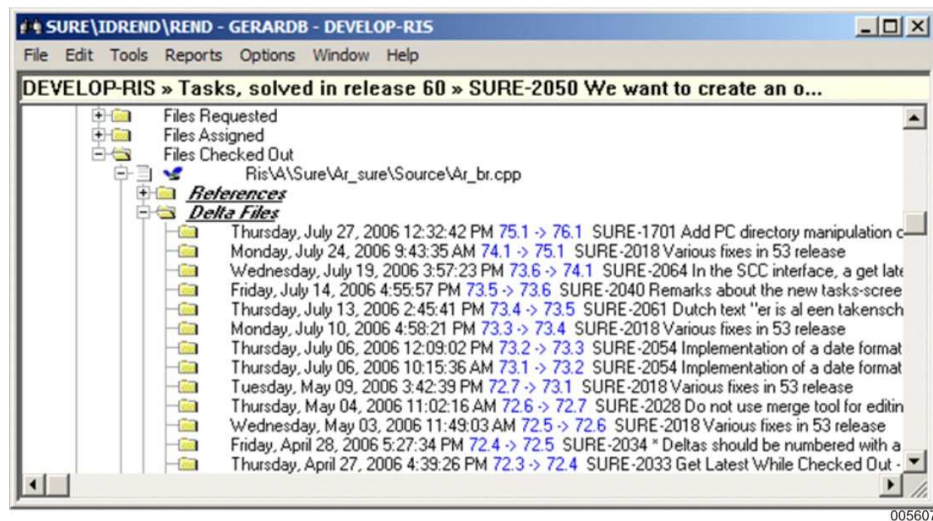 SURE\IDREND\REND - GERARDB - DEVELOP-RIS
File Edit Tools Reports Options Window Help
DEVELOP-RIS » Tasks, solved in release 60 » SURE-2050 We want to create an o...
Files Requested
Files Assigned
Files Checked Out
Ris\A\Sure\Ar_sure\Source\Ar_br.cpp
References
Delta Files
Thursday, July 27, 2006 12:32:42 PM 75.1 -> 76.1 SURE-1701 Add PC directory manipulation c
Monday, July 24, 2006 9:43:35 AM 74.1 -> 75.1 SURE-2018 Various fixes in 53 release
Wednesday, July 19, 2006 3:57:23 PM 73.6 -> 74.1 SURE-2064 In the SCC interface, a get late
Friday, July 14, 2006 4:55:57 PM 73.5 -> 73.6 SURE-2040 Remarks about the new tasks-scree
Thursday, July 13, 2006 2:45:41 PM 73.4 -> 73.5 SURE-2061 Dutch text "er is al een takensch
Monday, July 10, 2006 4:58:21 PM 73.3 -> 73.4 SURE-2018 Various fixes in 53 release
Thursday, July 06, 2006 12:09:02 PM 73.2 -> 73.3 SURE-2054 Implementation of a date format
Thursday, July 06, 2006 10:15:36 AM 73.1 -> 73.2 SURE-2054 Implementation of a date format
Tuesday, May 09, 2006 3:42:39 PM 72.7 -> 73.1 SURE-2018 Various fixes in 53 release
Thursday, May 04, 2006 11:02:16 AM 72.6 -> 72.7 SURE-2028 Do not use merge tool for editin
Wednesday, May 03, 2006 11:49:03 AM 72.5 -> 72.6 SURE-2018 Various fixes in 53 release
Friday, April 28, 2006 5:27:34 PM 72.4 -> 72.5 SURE-2034 * Deltas should be numbered with a
Thursday, April 27, 2006 4:39:26 PM 72.3 -> 72.4 SURE-2033 Get Latest While Checked Out -
005607